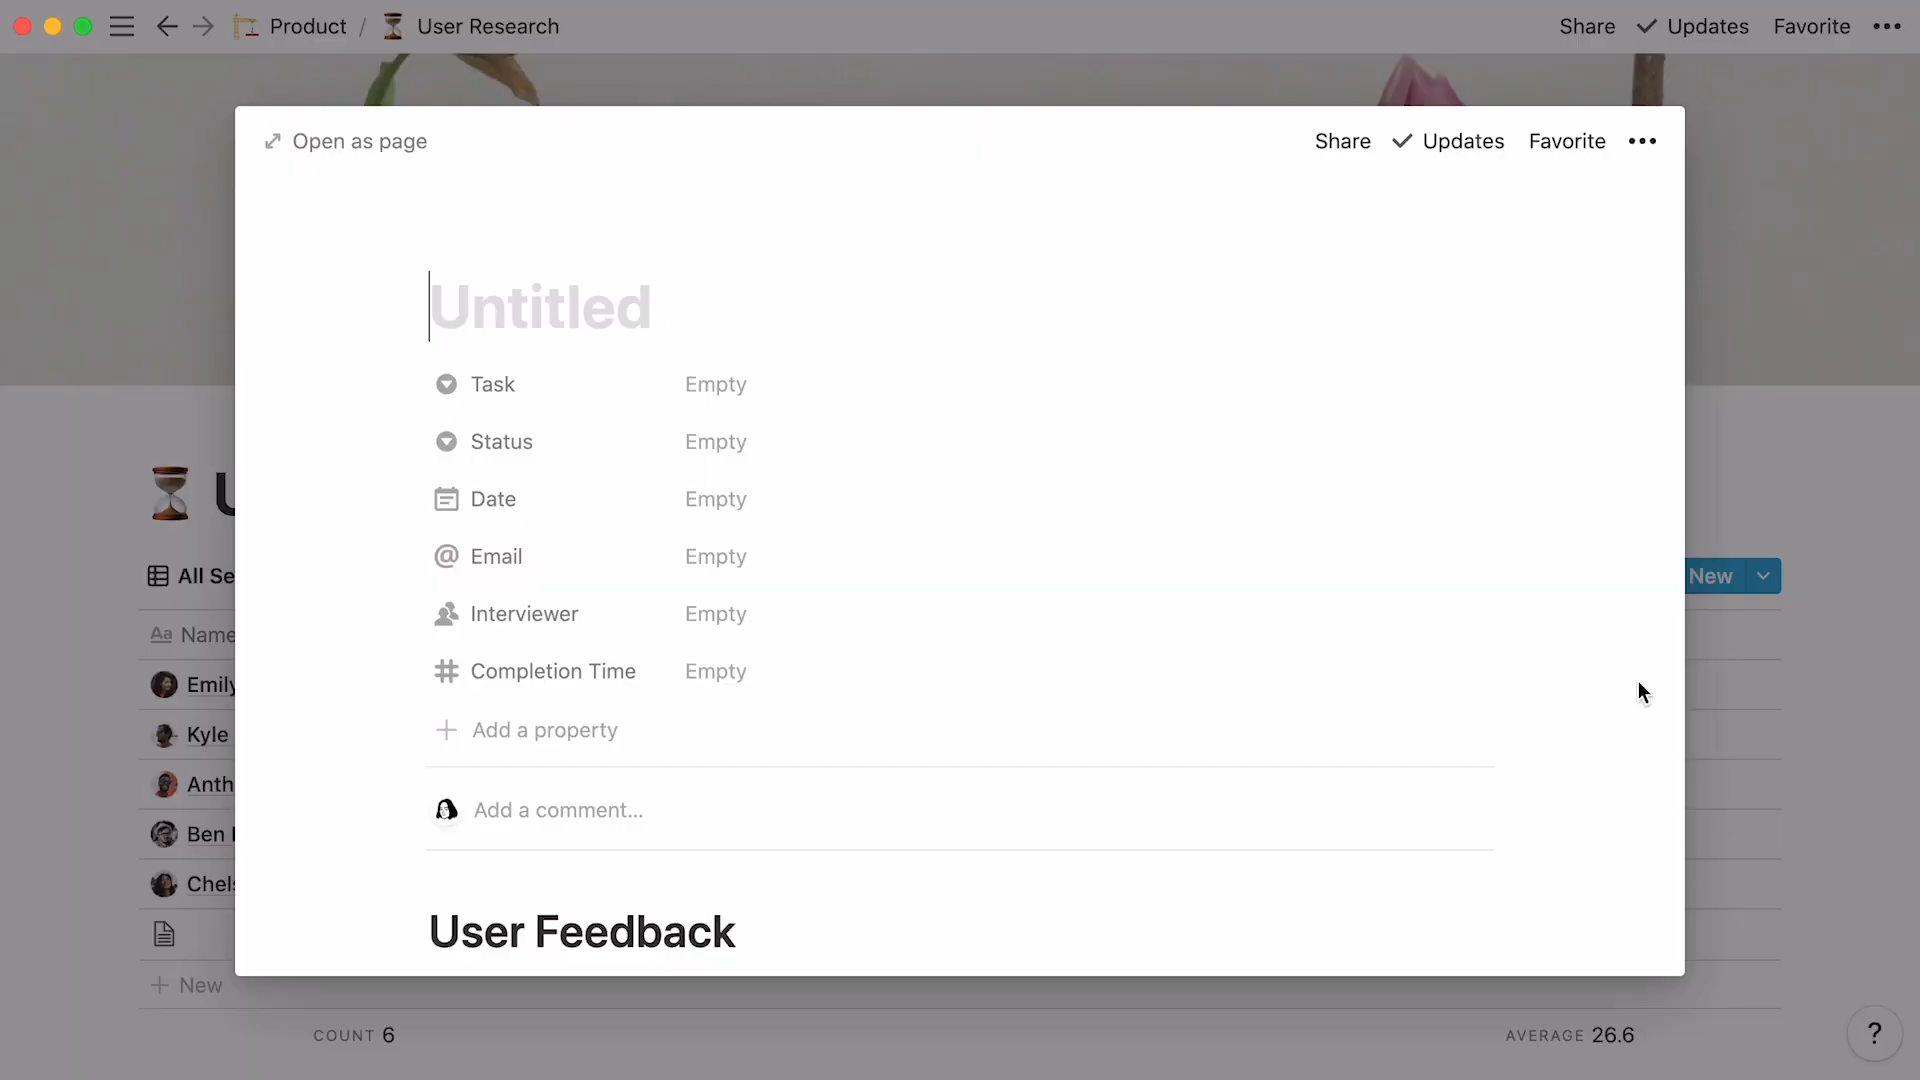 Product / User Research
Share Updates Favorite
Open as page
Share Updates Favorite
Untitled
Task Empty
Status Empty
Date Empty
Email Empty
Interviewer Empty
Completion Time Empty
Add a property
Add a comment...
User Feedback
U
All Se
New
Aa Name
Emily
Kyle
Anth
Ben
Chels
New
COUNT 6
AVERAGE 26.6
?